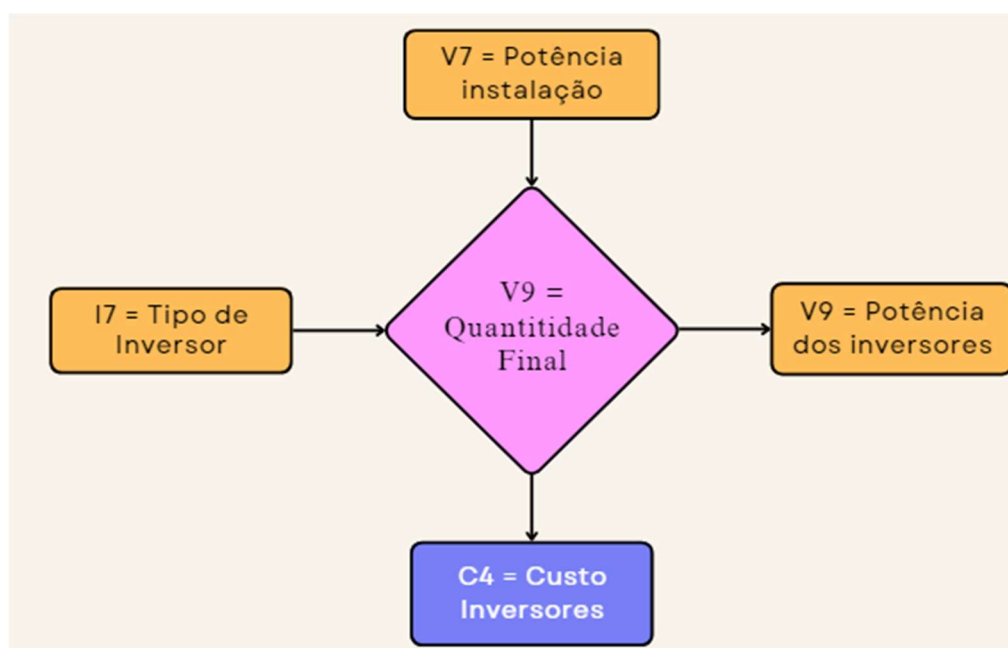 V7 = Potência
instalação
I7 = Tipo de
Inversor
V9 =
Quantitidade
Final
V9 = Potência
dos inversores
C4 = Custo
Inversores